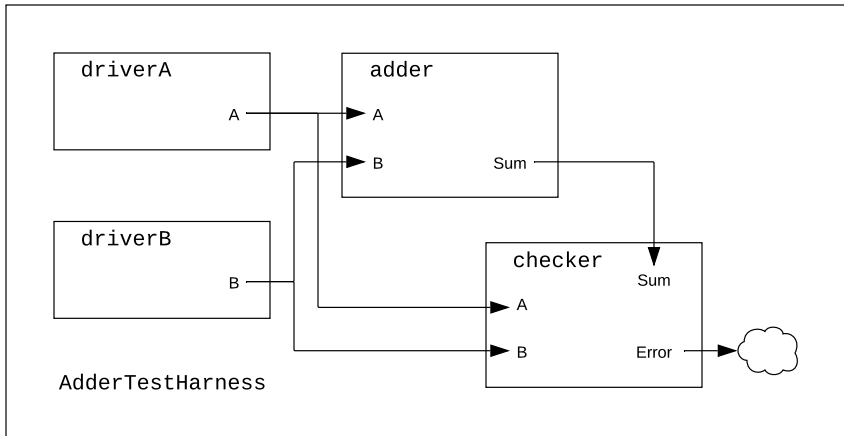 driverA
A
adder
A
B
Sum
driverB
B
checker
Sum
A
B
Error
AdderTestHarness